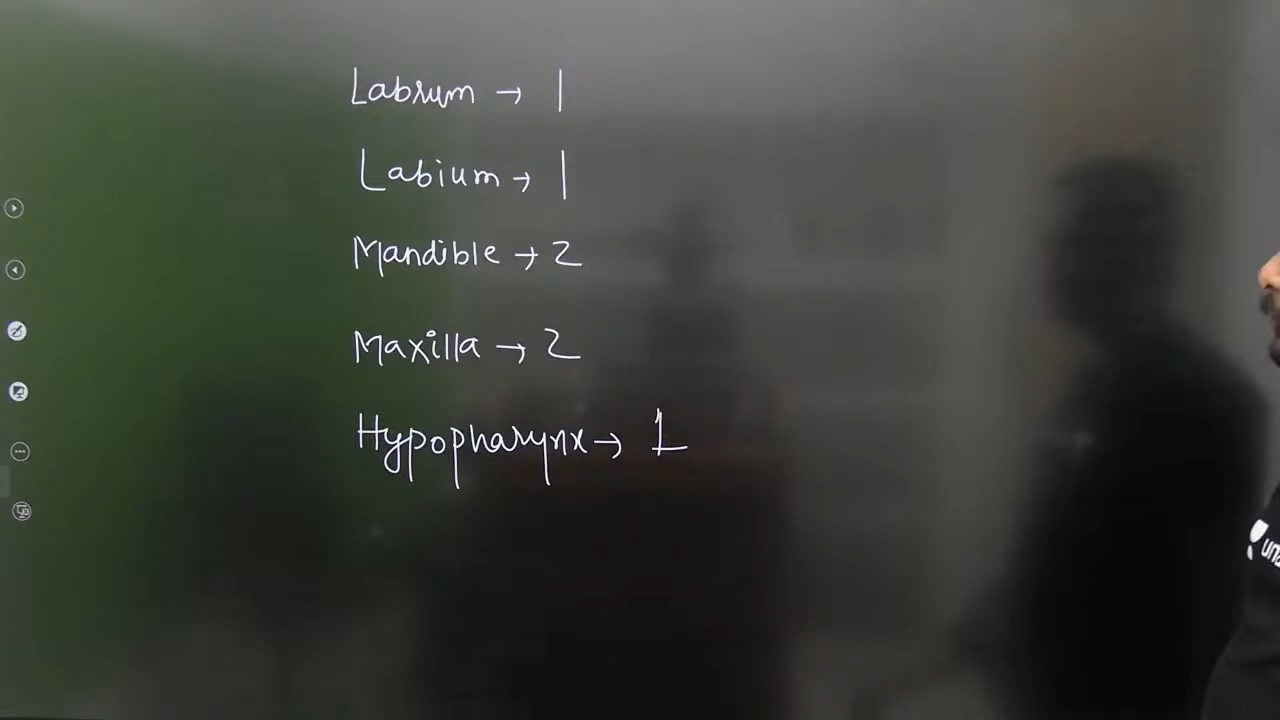 Labrum → 1
Labium → 1
Mandible → 2
Maxilla → 2
Hypopharynx → 1